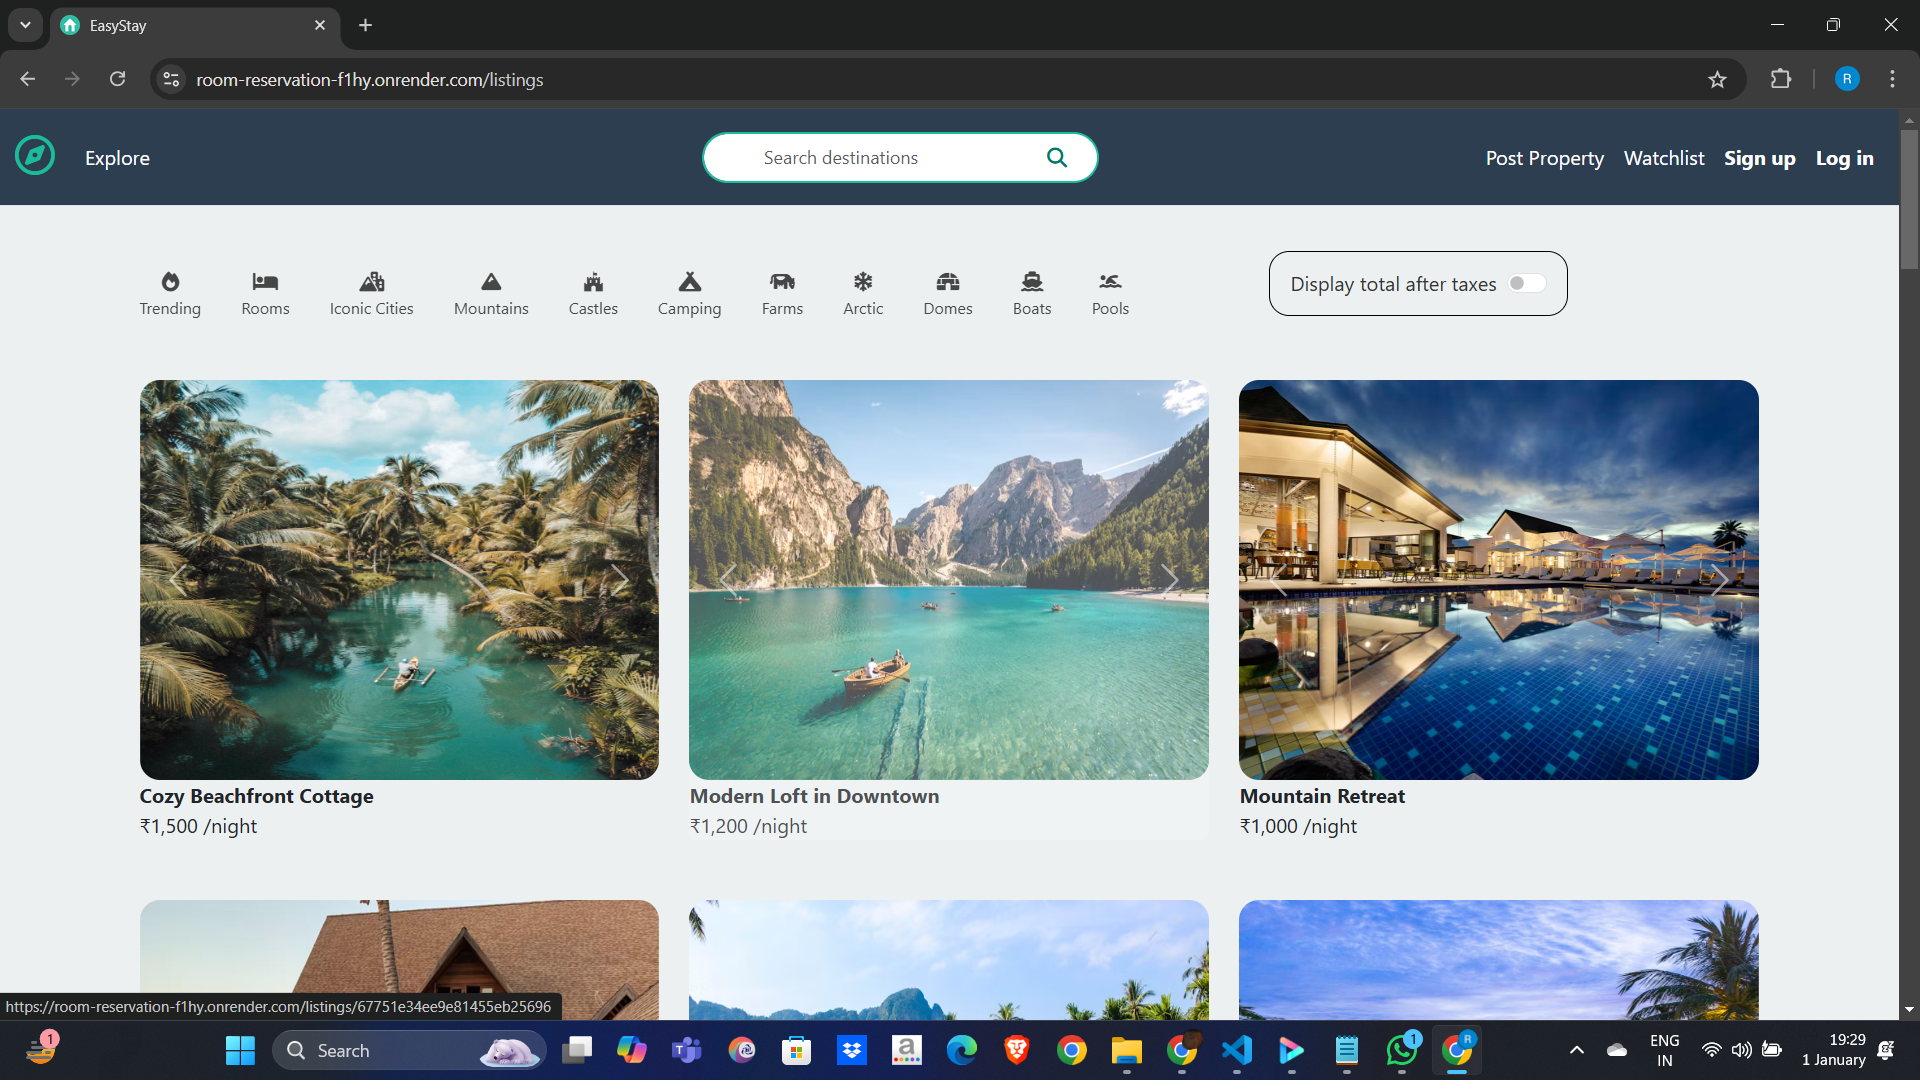 EasyStay
room-reservation-f1hy.onrender.com/listings
R
Explore
Search destinations
Post Property
Watchlist
Sign up
Log in
Trending
Rooms
Iconic Cities
Mountains
Castles
Camping
Farms
Arctic
Domes
Boats
Pools
Display total after taxes
Cozy Beachfront Cottage
₹1,500 /night
Modern Loft in Downtown
₹1,200 /night
Mountain Retreat
₹1,000 /night
https://room-reservation-f1hy.onrender.com/listings/67751e34ee9e81455eb25696
1
Search
a
1
R
ENG
IN
19:29
1 January